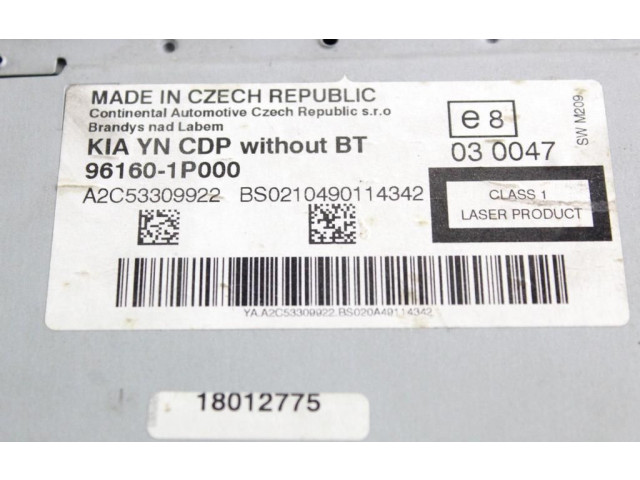 MADE IN CZECH REPUBLIC
Continental Automotive Czech Republic s.r.o
Brandys nad Labem
KIA YN CDP without BT
96160-1P000
A2C53309922 BS0210490114342
e8
03 0047
SW M209
CLASS 1
LASER PRODUCT
YA.A2C53309922.BS020A49114342
18012775